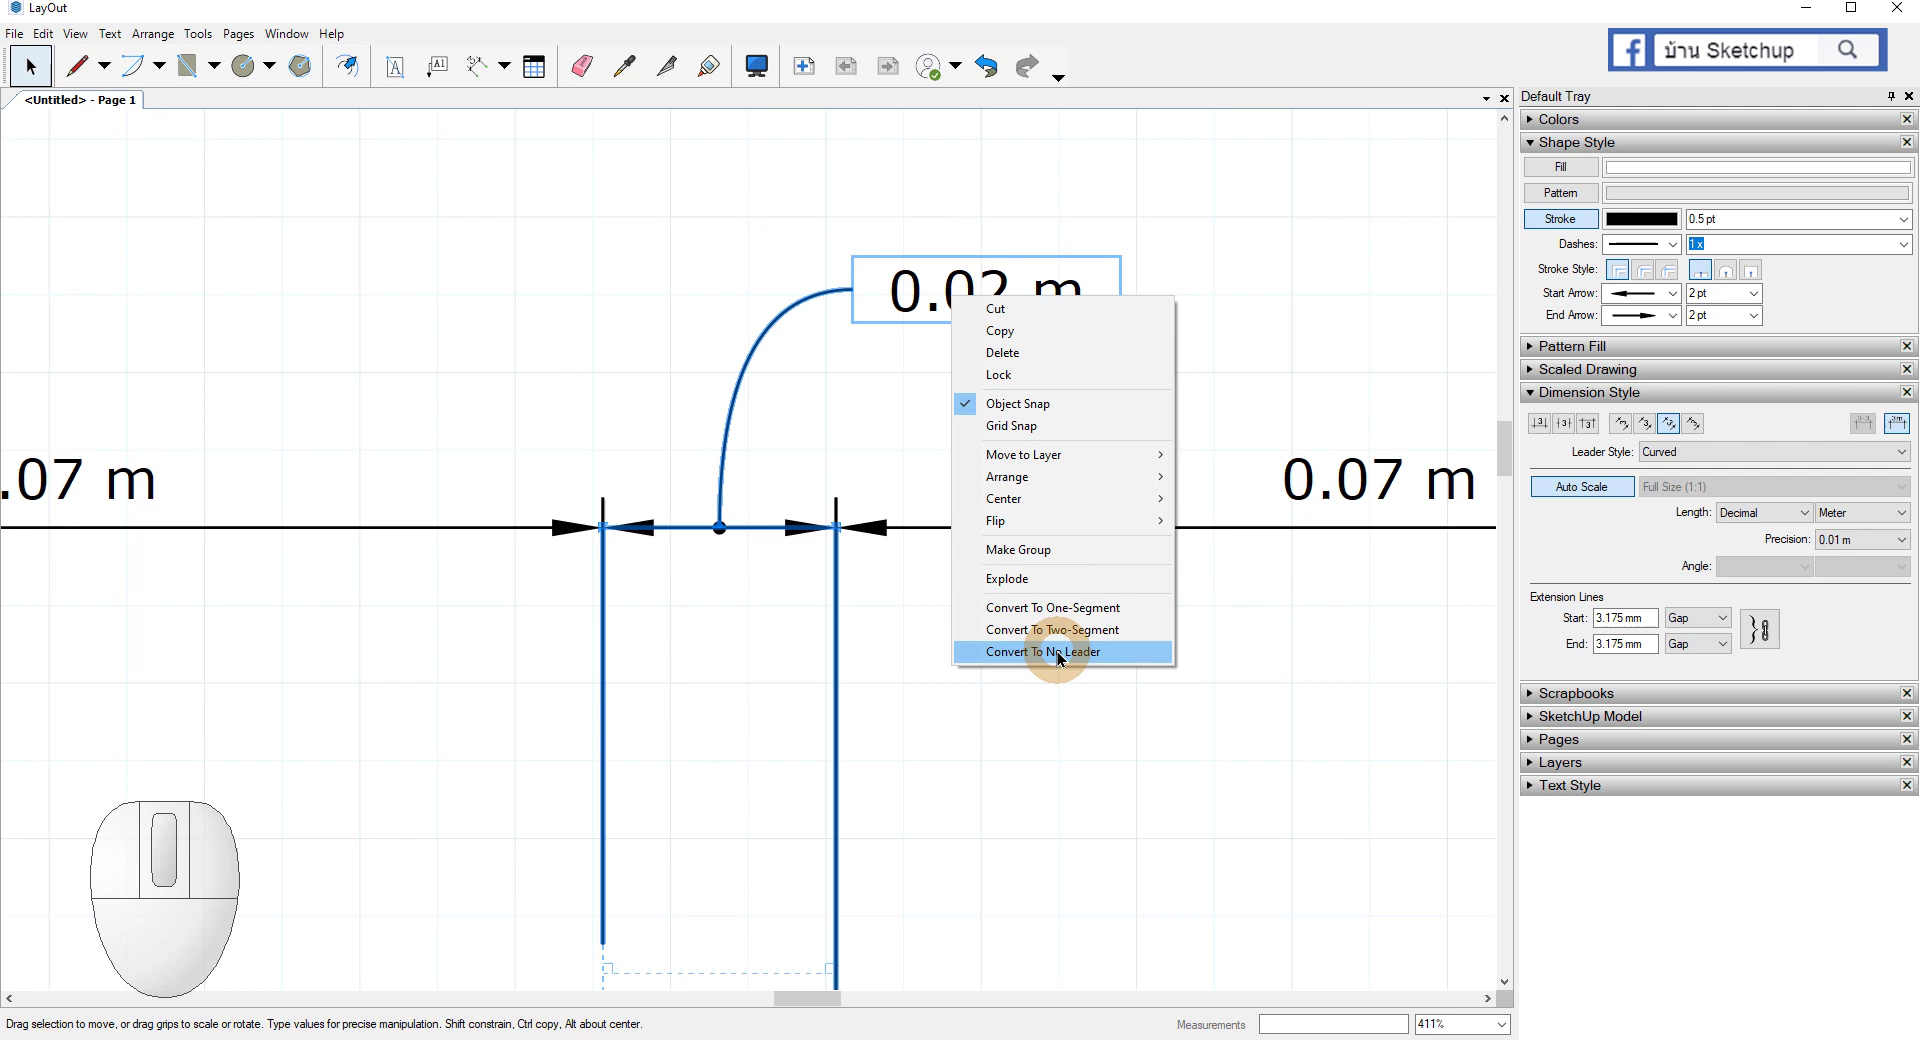 LayOut
File Edit View Text Arrange Tools Pages Window Help
บ้าน Sketchup
<Untitled> - Page 1
Default Tray
Colors
Shape Style
Fill
Pattern
Stroke 0.5 pt
Dashes: 1 x
Stroke Style:
Start Arrow: 2 pt
End Arrow: 2 pt
Pattern Fill
Scaled Drawing
Dimension Style
Leader Style: Curved
Auto Scale Full Size (1:1)
Length: Decimal Meter
Precision: 0.01 m
Angle:
Extension Lines
Start: 3.175 mm Gap
End: 3.175 mm Gap
Scrapbooks
SketchUp Model
Pages
Layers
Text Style
0.02 m
.07 m
0.07 m
Cut
Copy
Delete
Lock
Object Snap
Grid Snap
Move to Layer
Arrange
Center
Flip
Make Group
Explode
Convert To One-Segment
Convert To Two-Segment
Convert To No Leader
Drag selection to move, or drag grips to scale or rotate. Type values for precise manipulation. Shift constrain, Ctrl copy, Alt about center.
Measurements
411%